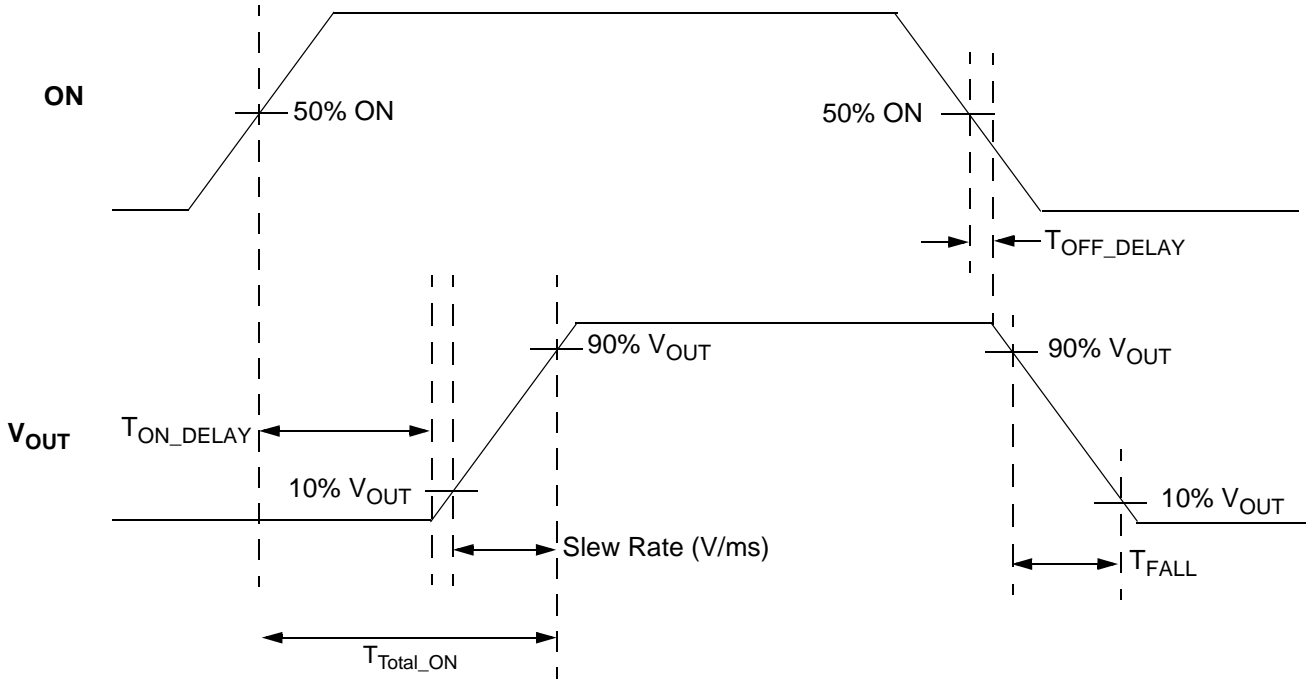 ON
50% ON
50% ON
TOFF_DELAY
90% VOUT
90% VOUT
VOUT
TON_DELAY
10% VOUT
10% VOUT
Slew Rate (V/ms)
TFALL
TTotal_ON